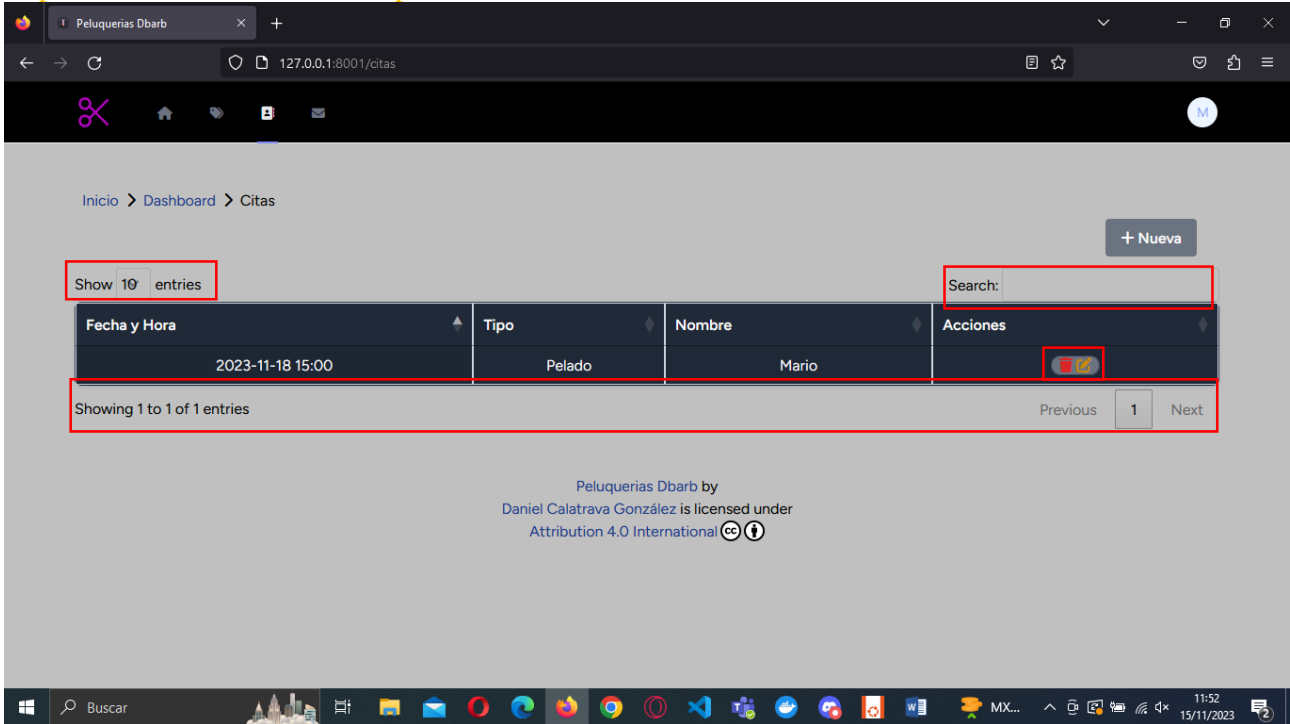 Peluquerias Dbarb
127.0.0.1:8001/citas
M
Inicio > Dashboard > Citas
+ Nueva
Show 10 entries
Search:
Fecha y Hora Tipo Nombre Acciones
2023-11-18 15:00 Pelado Mario
Showing 1 to 1 of 1 entries
Previous 1 Next
Peluquerias Dbarb by
Daniel Calatrava González is licensed under
Attribution 4.0 International
Buscar
MX...
11:52
15/11/2023
2